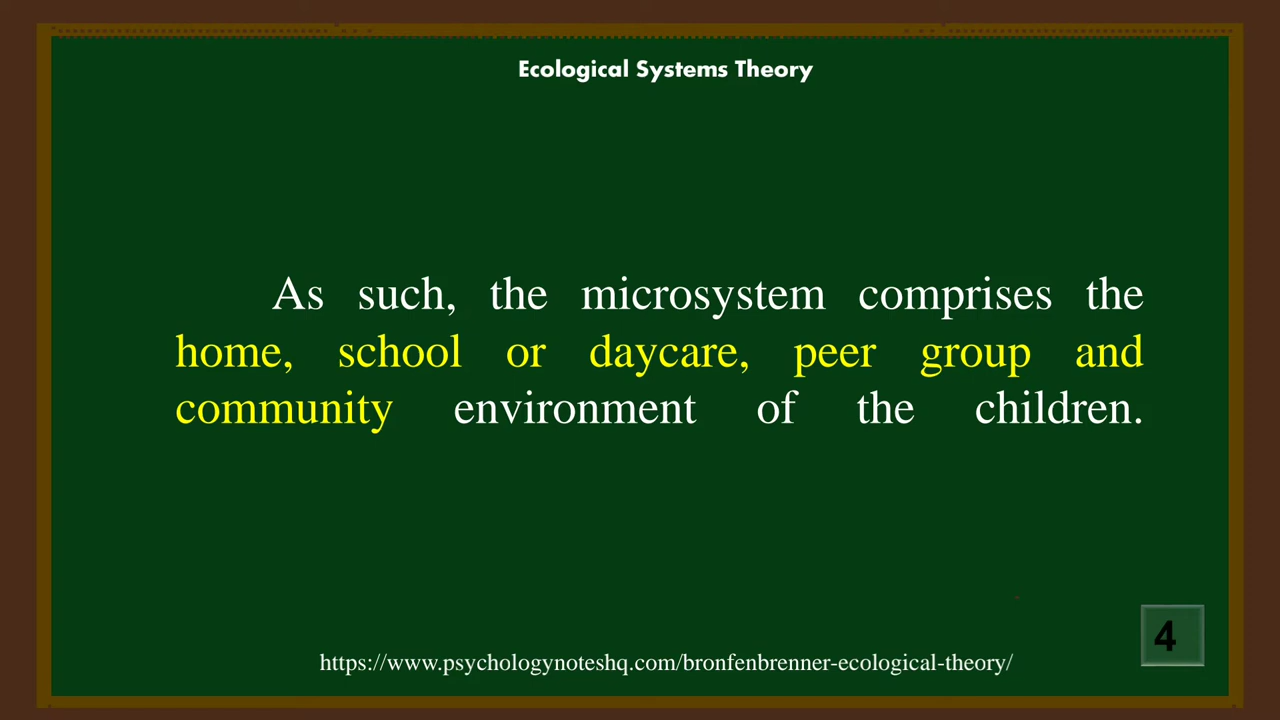 Ecological Systems Theory
As such, the microsystem comprises the
home, school or daycare, peer group and
community environment of the children.
4
https://www.psychologynoteshq.com/bronfenbrenner-ecological-theory/